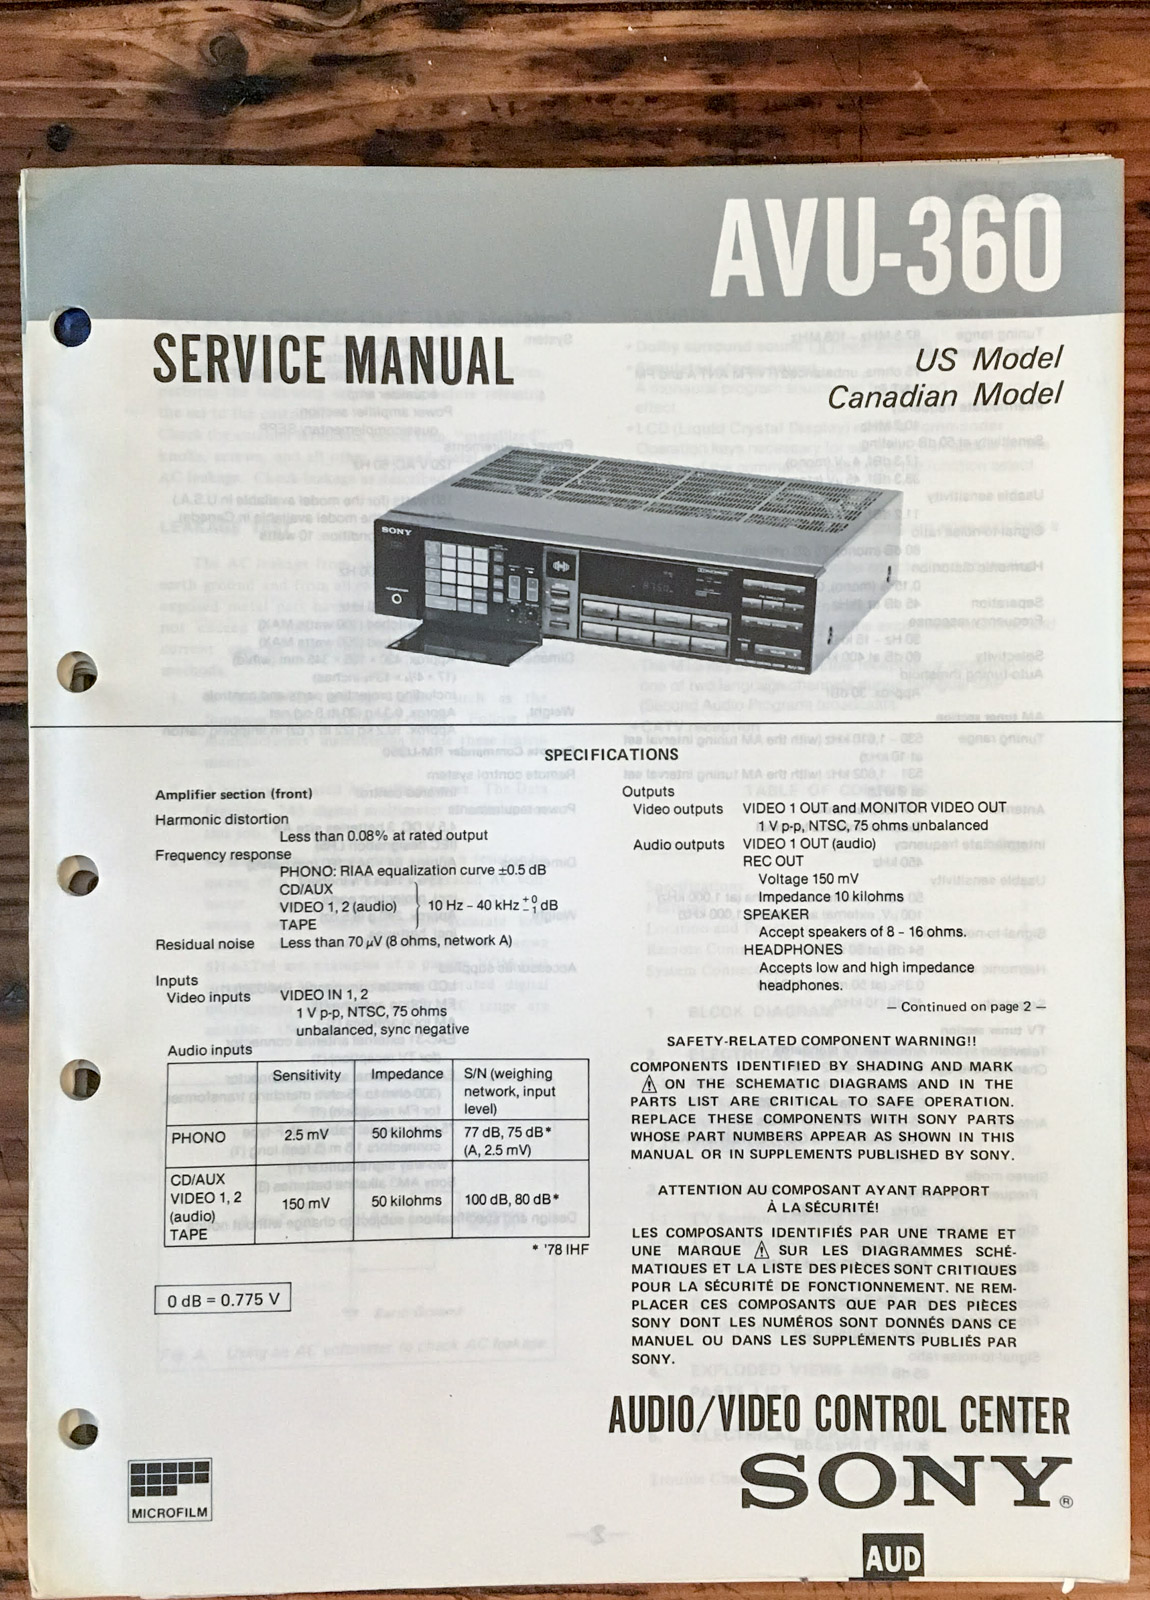 AVU-360
SERVICE MANUAL
US Model
Canadian Model
SONY
SPECIFICATIONS
Amplifier section (front)
Harmonic distortion
Less than 0.08% at rated output
Frequency response
PHONO: RIAA equalization curve ±0.5 dB
CD/AUX
VIDEO 1, 2 (audio) 10 Hz – 40 kHz +0 −1 dB
TAPE
Residual noise Less than 70 μV (8 ohms, network A)
Inputs
Video inputs VIDEO IN 1, 2
1 V p-p, NTSC, 75 ohms
unbalanced, sync negative
Audio inputs
Sensitivity Impedance S/N (weighing
network, input
level)
PHONO 2.5 mV 50 kilohms 77 dB, 75 dB*
(A, 2.5 mV)
CD/AUX
VIDEO 1, 2
(audio)
TAPE
150 mV 50 kilohms 100 dB, 80 dB*
* '78 IHF
0 dB = 0.775 V
Outputs
Video outputs VIDEO 1 OUT and MONITOR VIDEO OUT
1 V p-p, NTSC, 75 ohms unbalanced
Audio outputs VIDEO 1 OUT (audio)
REC OUT
Voltage 150 mV
Impedance 10 kilohms
SPEAKER
Accept speakers of 8 – 16 ohms.
HEADPHONES
Accepts low and high impedance
headphones.
— Continued on page 2 —
SAFETY-RELATED COMPONENT WARNING!!
COMPONENTS IDENTIFIED BY SHADING AND MARK
⚠ ON THE SCHEMATIC DIAGRAMS AND IN THE
PARTS LIST ARE CRITICAL TO SAFE OPERATION.
REPLACE THESE COMPONENTS WITH SONY PARTS
WHOSE PART NUMBERS APPEAR AS SHOWN IN THIS
MANUAL OR IN SUPPLEMENTS PUBLISHED BY SONY.
ATTENTION AU COMPOSANT AYANT RAPPORT
À LA SÉCURITÉ!
LES COMPOSANTS IDENTIFIÉS PAR UNE TRAME ET
UNE MARQUE ⚠ SUR LES DIAGRAMMES SCHÉ-
MATIQUES ET LA LISTE DES PIÈCES SONT CRITIQUES
POUR LA SÉCURITÉ DE FONCTIONNEMENT. NE REM-
PLACER CES COMPOSANTS QUE PAR DES PIÈCES
SONY DONT LES NUMÉROS SONT DONNÉS DANS CE
MANUEL OU DANS LES SUPPLÉMENTS PUBLIÉS PAR
SONY.
AUDIO/VIDEO CONTROL CENTER
SONY®
MICROFILM
AUD